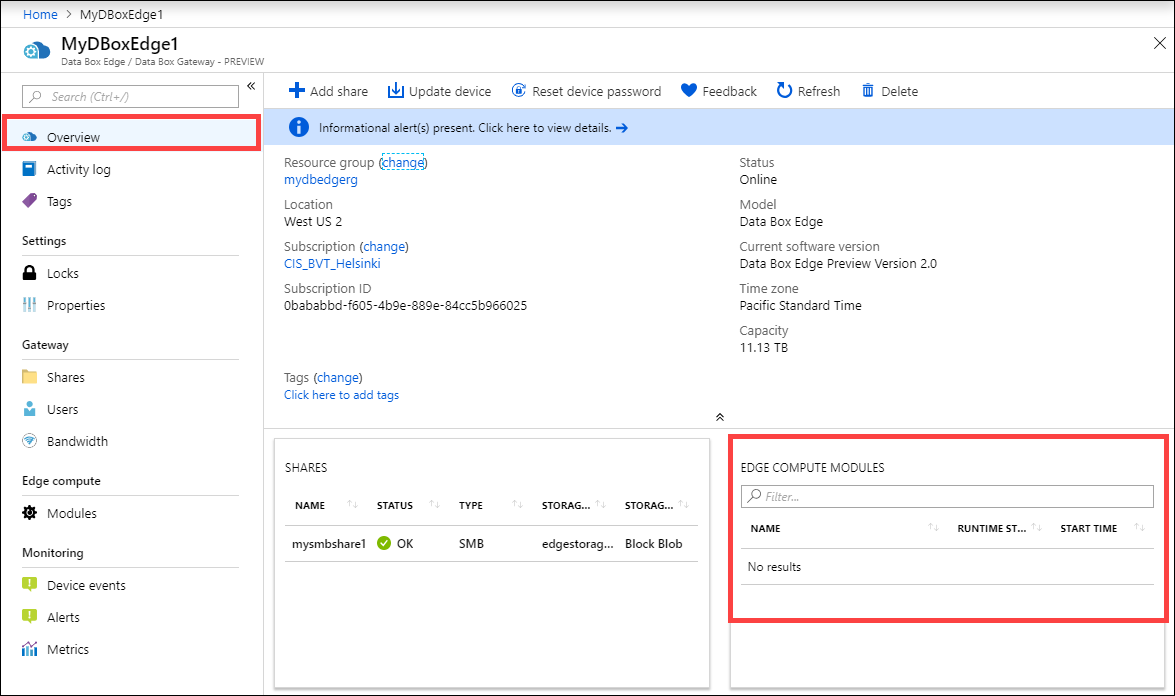 Home > MyDBoxEdge1
MyDBoxEdge1
Data Box Edge / Data Box Gateway - PREVIEW
Search (Ctrl+/)
Overview
Activity log
Tags
Settings
Locks
Properties
Gateway
Shares
Users
Bandwidth
Edge compute
Modules
Monitoring
Device events
Alerts
Metrics
Add share Update device Reset device password Feedback Refresh Delete
Informational alert(s) present. Click here to view details. →
Resource group (change)
mydbedgerg
Location
West US 2
Subscription (change)
CIS_BVT_Helsinki
Subscription ID
0bababbd-f605-4b9e-889e-84cc5b966025
Status
Online
Model
Data Box Edge
Current software version
Data Box Edge Preview Version 2.0
Time zone
Pacific Standard Time
Capacity
11.13 TB
Tags (change)
Click here to add tags
SHARES
NAME STATUS TYPE STORAG... STORAG...
mysmbshare1 OK SMB edgestorag... Block Blob
EDGE COMPUTE MODULES
Filter...
NAME RUNTIME ST... START TIME
No results